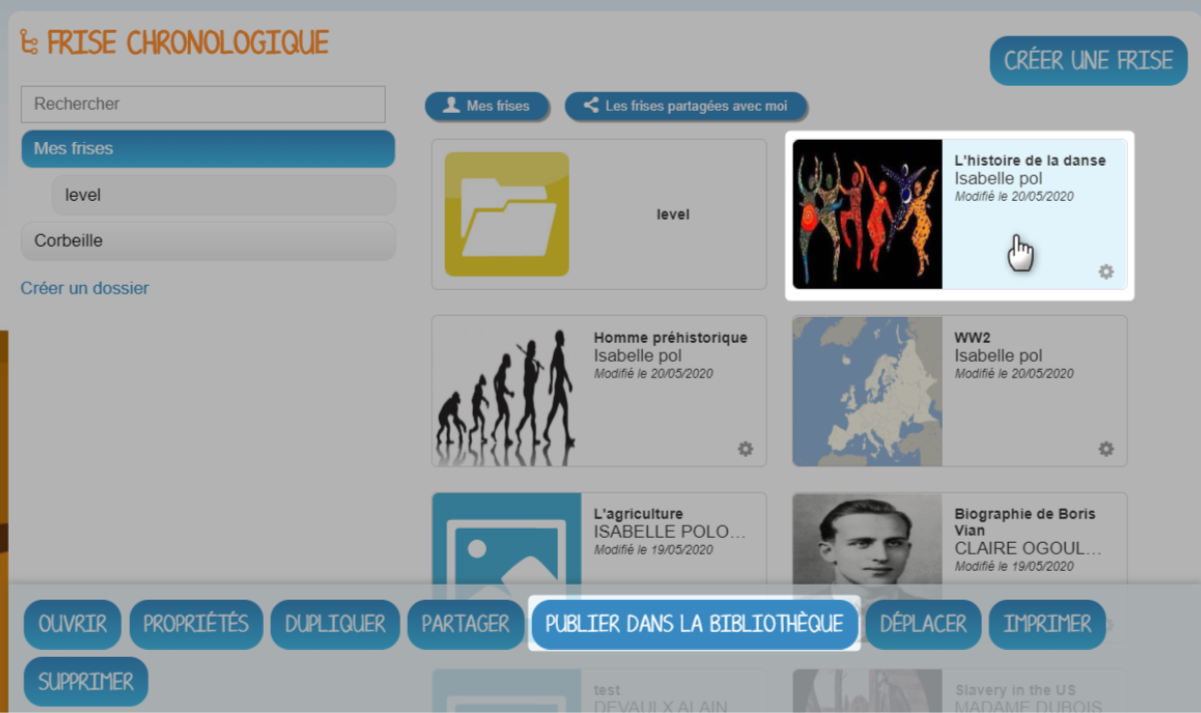 FRISE CHRONOLOGIQUE
CRÉER UNE FRISE
Rechercher
Mes frises
level
Corbeille
Créer un dossier
Mes frises
Les frises partagées avec moi
level
L'histoire de la danse
Isabelle pol
Modifié le 20/05/2020
Homme préhistorique
Isabelle pol
Modifié le 20/05/2020
WW2
Isabelle pol
Modifié le 20/05/2020
L'agriculture
ISABELLE POLO...
Modifié le 19/05/2020
Biographie de Boris
Vian
CLAIRE OGOUL...
Modifié le 19/05/2020
OUVRIR
PROPRIÉTÉS
DUPLIQUER
PARTAGER
PUBLIER DANS LA BIBLIOTHÈQUE
DÉPLACER
IMPRIMER
SUPPRIMER
test
DEVAULX ALAIN
Slavery in the US
MADAME DUBOIS